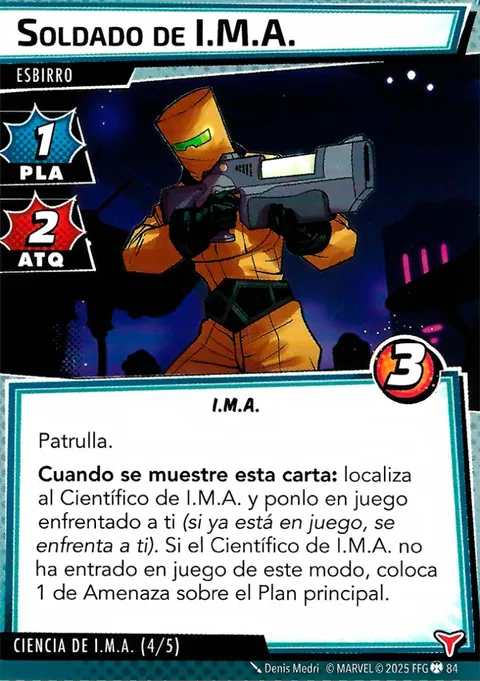 SOLDADO DE I.M.A.
ESBIRRO
1
PLA
2
ATQ
3
I.M.A.
Patrulla.
Cuando se muestre esta carta: localiza
al Científico de I.M.A. y ponlo en juego
enfrentado a ti (si ya está en juego, se
enfrenta a ti). Si el Científico de I.M.A. no
ha entrado en juego de este modo, coloca
1 de Amenaza sobre el Plan principal.
CIENCIA DE I.M.A. (4/5)
Denis Medri © MARVEL © 2025 FFG 84